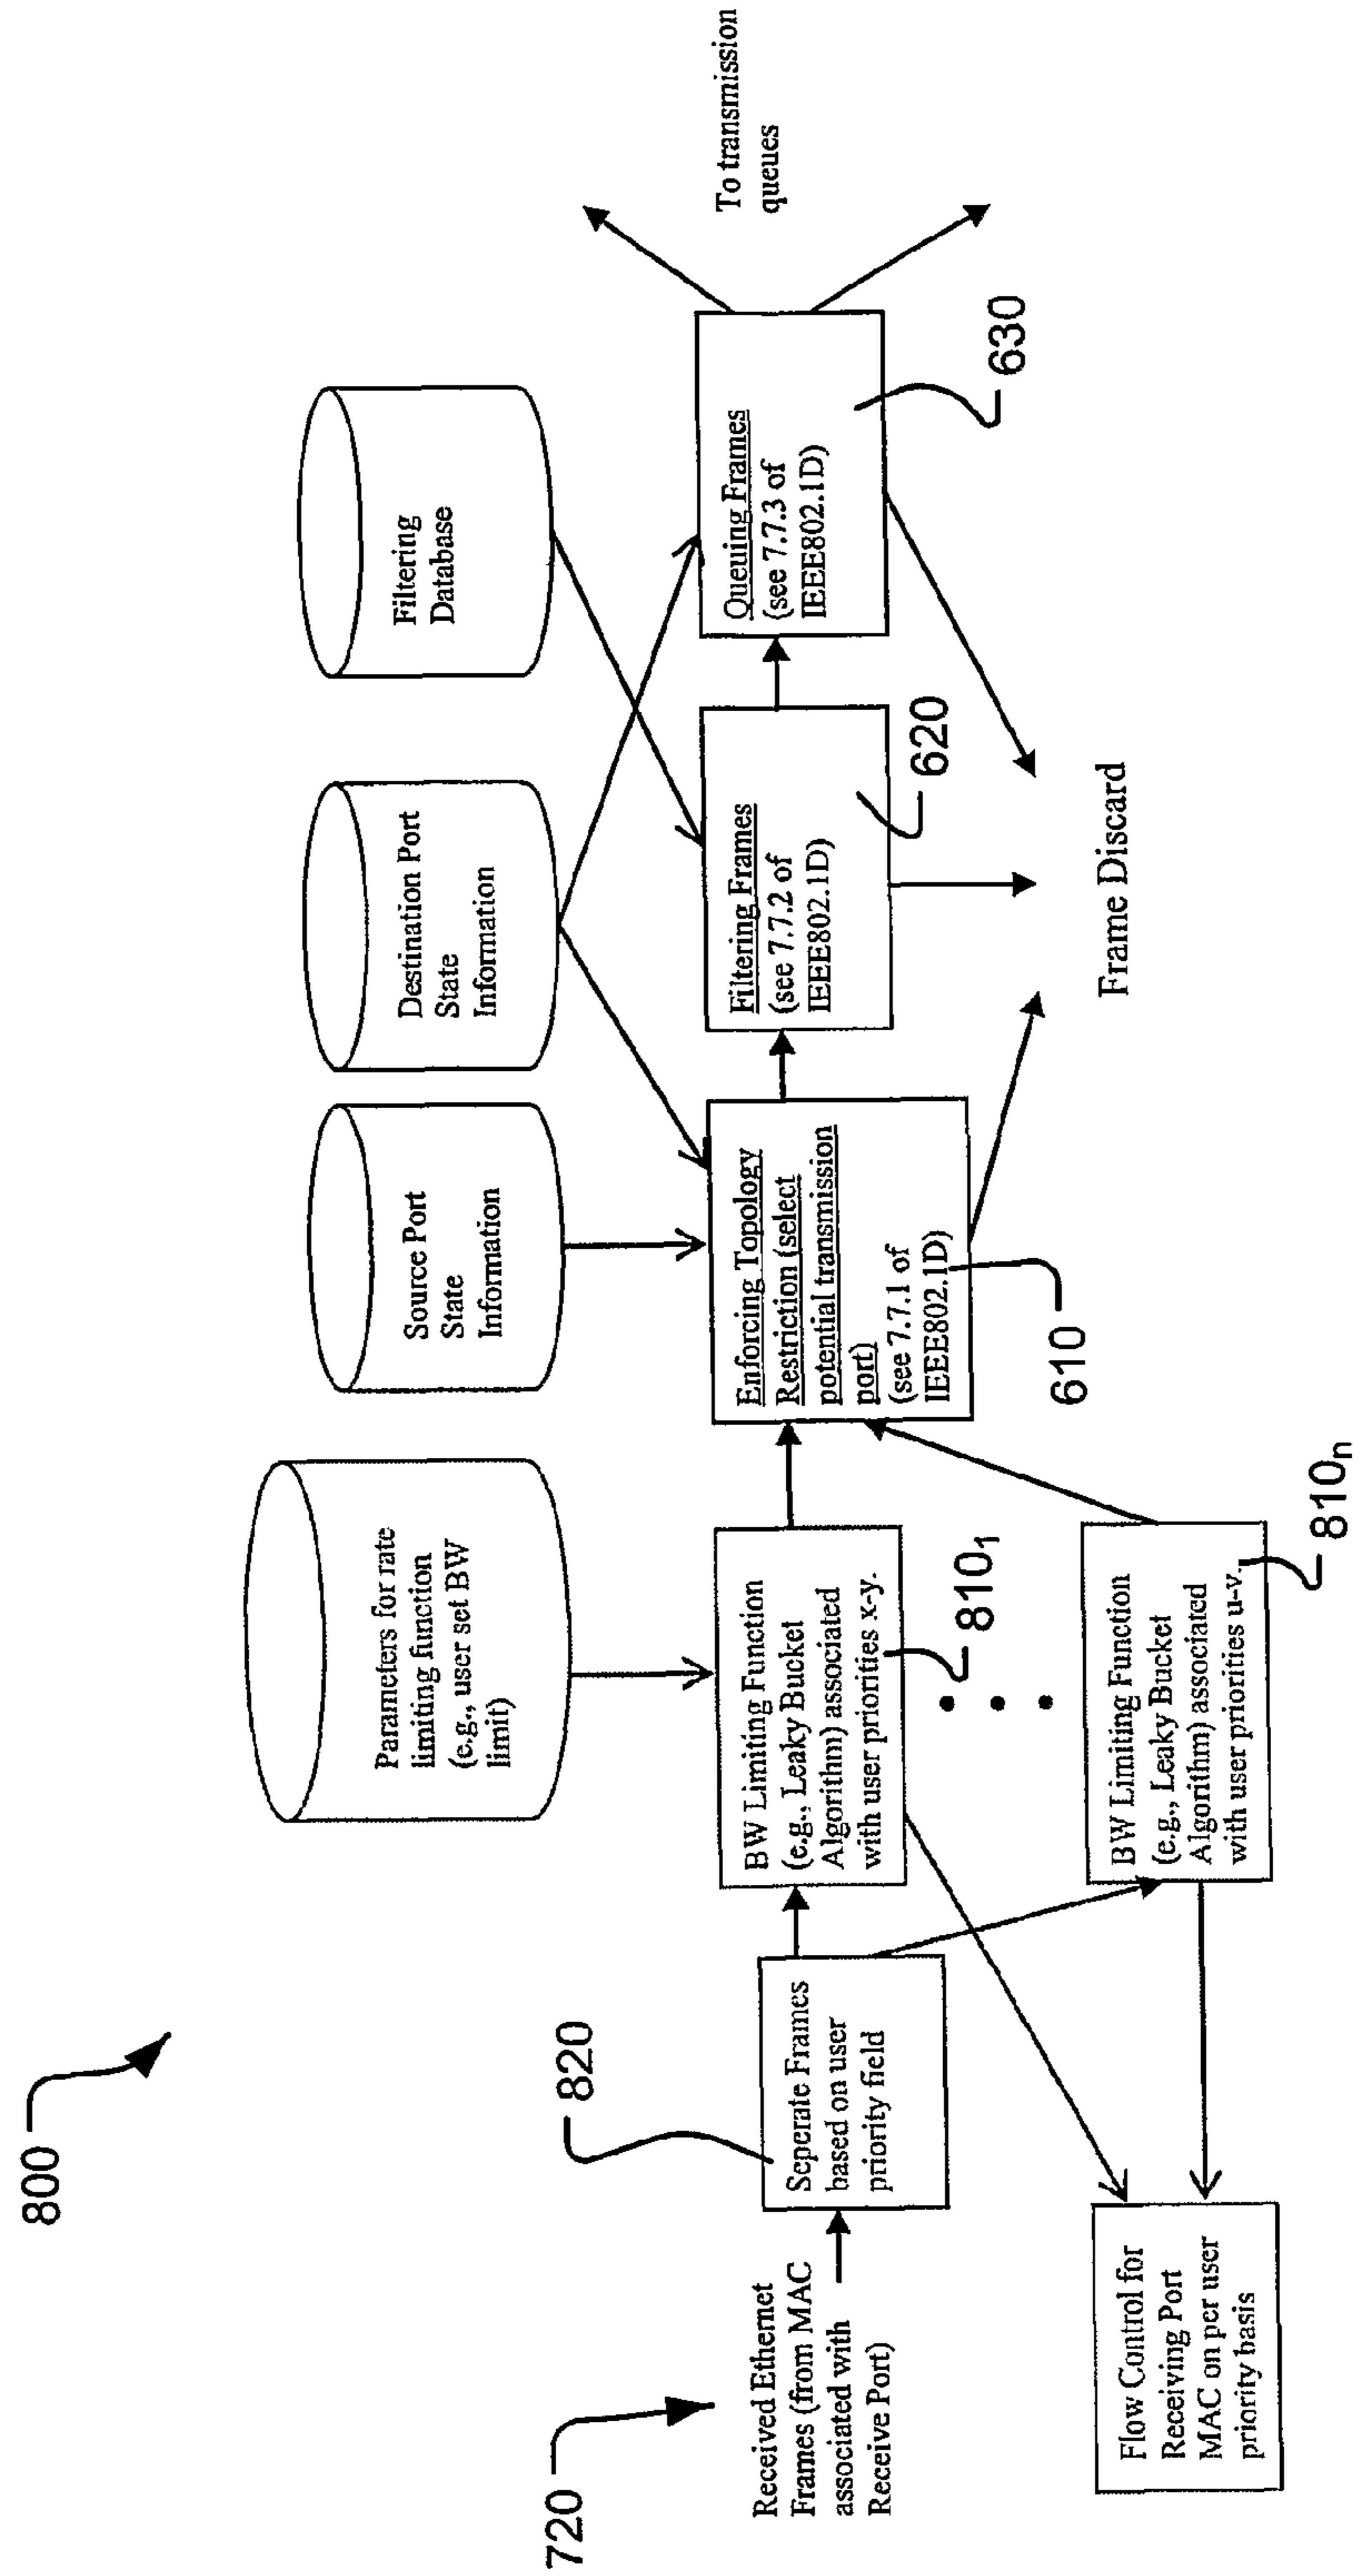 800
720
Received Ethernet
Frames (from MAC
associated with
Receive Port)
820
Seperate Frames
based on user
priority field
Flow Control for
Receiving Port
MAC on per user
priority basis
Parameters for rate
limiting function
(e.g., user set BW
limit)
BW Limiting Function
(e.g., Leaky Bucket
Algorithm) associated
with user priorities x-y.
810₁
BW Limiting Function
(e.g., Leaky Bucket
Algorithm) associated
with user priorities u-v.
810ₙ
Source Port
State
Information
Enforcing Topology
Restriction (select
potential transmission
port)
(see 7.7.1 of
IEEE802.1D)
610
Destination Port
State
Information
Filtering Frames
(see 7.7.2 of
IEEE802.1D)
620
Frame Discard
Filtering
Database
Queuing Frames
(see 7.7.3 of
IEEE802.1D)
630
To transmission
queues